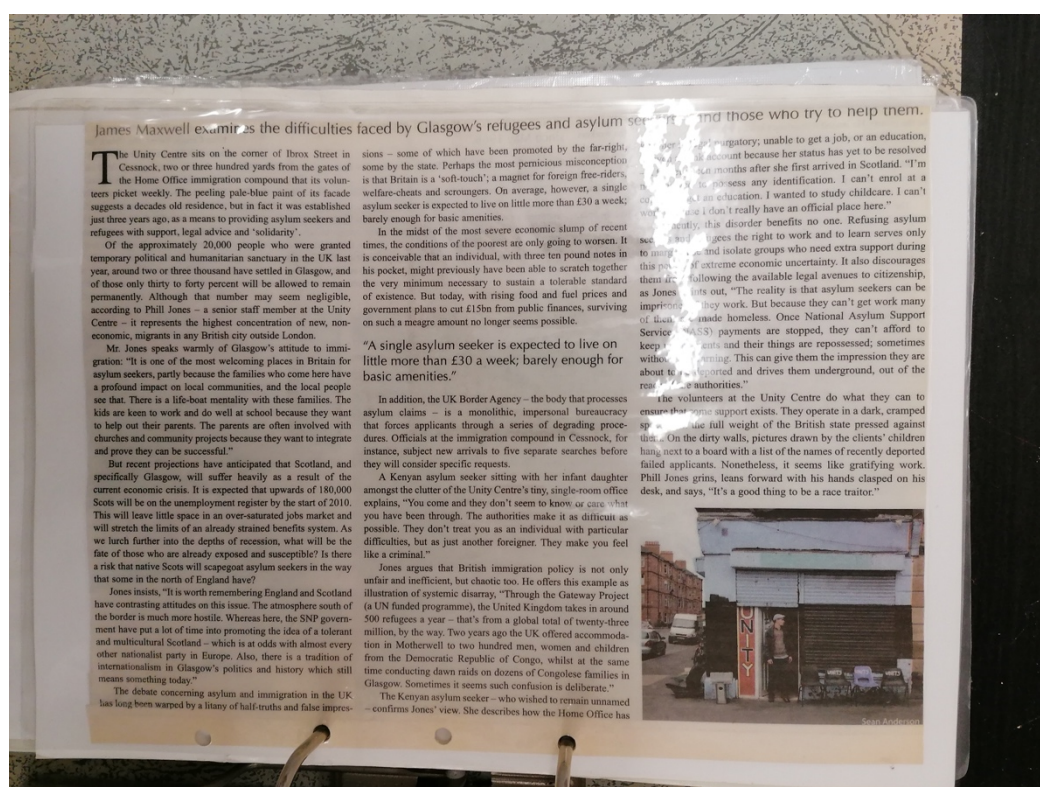 James Maxwell examines the difficulties faced by Glasgow's refugees and asylum and those who try to help them.
The Unity Centre sits on the corner of Ibrox Street in
Cessnock, two or three hundred yards from the gates of
the Home Office immigration compound that its volun-
teers picket weekly. The peeling pale-blue paint of its facade
suggests a decades old residence, but in fact it was established
just three years ago, as a means to providing asylum seekers and
refugees with support, legal advice and 'solidarity'.
Of the approximately 20,000 people who were granted
temporary political and humanitarian sanctuary in the UK last
year, around two or three thousand have settled in Glasgow, and
of those only thirty to forty percent will be allowed to remain
permanently. Although that number may seem negligible,
according to Phill Jones – a senior staff member at the Unity
Centre – it represents the highest concentration of new, non-
economic, migrants in any British city outside London.
Mr. Jones speaks warmly of Glasgow's attitude to immi-
gration: "It is one of the most welcoming places in Britain for
asylum seekers, partly because the families who come here have
a profound impact on local communities, and the local people
see that. There is a life-boat mentality with these families. The
kids are keen to work and do well at school because they want
to help out their parents. The parents are often involved with
churches and community projects because they want to integrate
and prove they can be successful."
But recent projections have anticipated that Scotland, and
specifically Glasgow, will suffer heavily as a result of the
current economic crisis. It is expected that upwards of 180,000
Scots will be on the unemployment register by the start of 2010.
This will leave little space in an over-saturated jobs market and
will stretch the limits of an already strained benefits system. As
we lurch further into the depths of recession, what will be the
fate of those who are already exposed and susceptible? Is there
a risk that native Scots will scapegoat asylum seekers in the way
that some in the north of England have?
Jones insists, "It is worth remembering England and Scotland
have contrasting attitudes on this issue. The atmosphere south of
the border is much more hostile. Whereas here, the SNP govern-
ment have put a lot of time into promoting the idea of a tolerant
and multicultural Scotland – which is at odds with almost every
other nationalist party in Europe. Also, there is a tradition of
internationalism in Glasgow's politics and history which still
means something today."
The debate concerning asylum and immigration in the UK
has long been warped by a litany of half-truths and false impres-
sions – some of which have been promoted by the far-right,
some by the state. Perhaps the most pernicious misconception
is that Britain is a 'soft-touch'; a magnet for foreign free-riders,
welfare-cheats and scroungers. On average, however, a single
asylum seeker is expected to live on little more than £30 a week;
barely enough for basic amenities.
In the midst of the most severe economic slump of recent
times, the conditions of the poorest are only going to worsen. It
is conceivable that an individual, with three ten pound notes in
his pocket, might previously have been able to scratch together
the very minimum necessary to sustain a tolerable standard
of existence. But today, with rising food and fuel prices and
government plans to cut £15bn from public finances, surviving
on such a meagre amount no longer seems possible.
"A single asylum seeker is expected to live on
little more than £30 a week; barely enough for
basic amenities."
In addition, the UK Border Agency – the body that processes
asylum claims – is a monolithic, impersonal bureaucracy
that forces applicants through a series of degrading proce-
dures. Officials at the immigration compound in Cessnock, for
instance, subject new arrivals to five separate searches before
they will consider specific requests.
A Kenyan asylum seeker sitting with her infant daughter
amongst the clutter of the Unity Centre's tiny, single-room office
explains, "You come and they don't seem to know or care what
you have been through. The authorities make it as difficult as
possible. They don't treat you as an individual with particular
difficulties, but as just another foreigner. They make you feel
like a criminal."
Jones argues that British immigration policy is not only
unfair and inefficient, but chaotic too. He offers this example as
illustration of systemic disarray, "Through the Gateway Project
(a UN funded programme), the United Kingdom takes in around
500 refugees a year – that's from a global total of twenty-three
million, by the way. Two years ago the UK offered accommoda-
tion in Motherwell to two hundred men, women and children
from the Democratic Republic of Congo, whilst at the same
time conducting dawn raids on dozens of Congolese families in
Glasgow. Sometimes it seems such confusion is deliberate."
The Kenyan asylum seeker – who wished to remain unnamed
– confirms Jones' view. She describes how the Home Office has
purgatory; unable to get a job, or an education,
account because her status has yet to be resolved
months after she first arrived in Scotland. "I'm
possess any identification. I can't enrol at a
an education. I wanted to study childcare. I can't
I don't really have an official place here."
this disorder benefits no one. Refusing asylum
the right to work and to learn serves only
to and isolate groups who need extra support during
this of extreme economic uncertainty. It also discourages
them following the available legal avenues to citizenship,
as Jones out, "The reality is that asylum seekers can be
they work. But because they can't get work many
of them made homeless. Once National Asylum Support
Service payments are stopped, they can't afford to
keep and their things are repossessed; sometimes
This can give them the impression they are
about to and drives them underground, out of the
authorities."
The volunteers at the Unity Centre do what they can to
ensure that some support exists. They operate in a dark, cramped
the full weight of the British state pressed against
On the dirty walls, pictures drawn by the clients' children
hang next to a board with a list of the names of recently deported
failed applicants. Nonetheless, it seems like gratifying work.
Phill Jones grins, leans forward with his hands clasped on his
desk, and says, "It's a good thing to be a race traitor."
UNITY
Sean Anderson